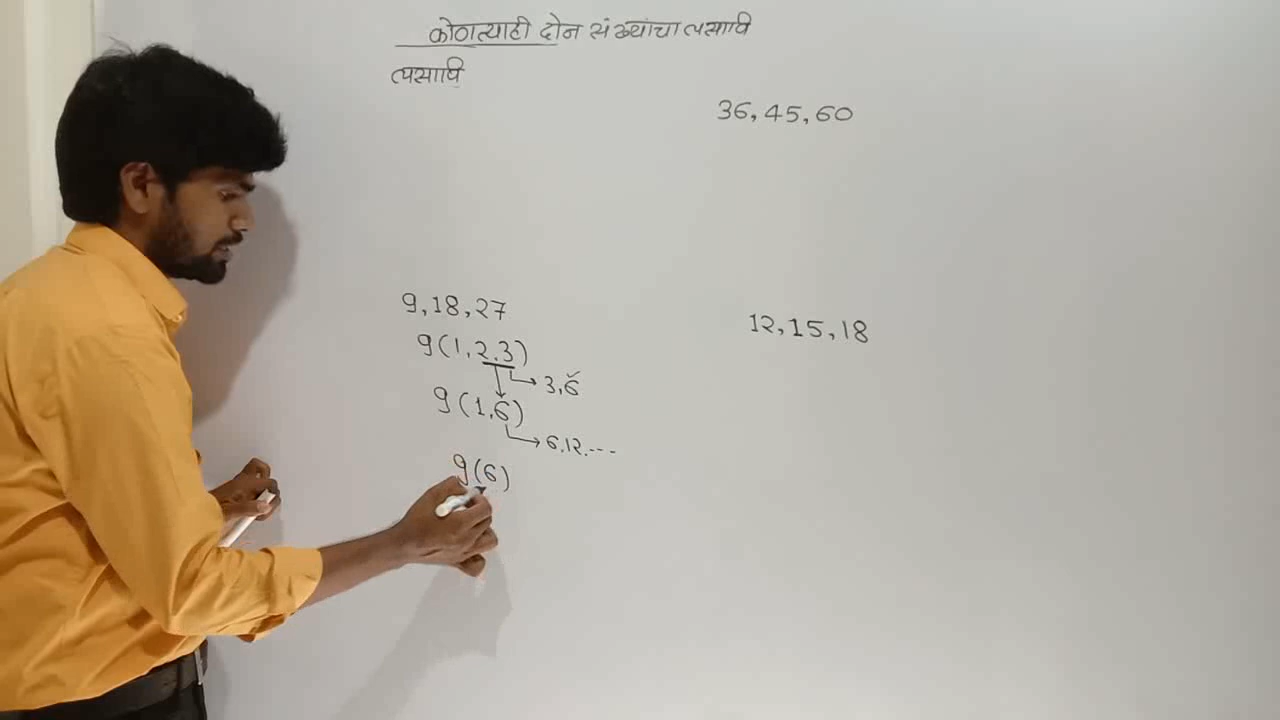 कोणत्याही दोन संख्यांचा लसावि
लसावि
36, 45, 60
9, 18, 27
9(1, 2, 3)
3, 6
9(1, 6)
6, 12, ---
9(6)
12, 15, 18